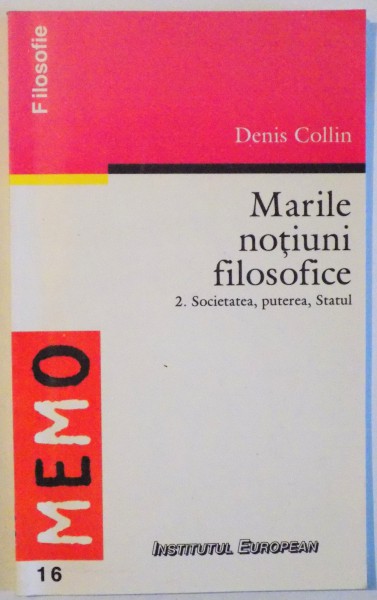 Filosofie
Denis Collin
Marile
noţiuni
filosofice
2. Societatea, puterea, Statul
MEMO
INSTITUTUL EUROPEAN
16